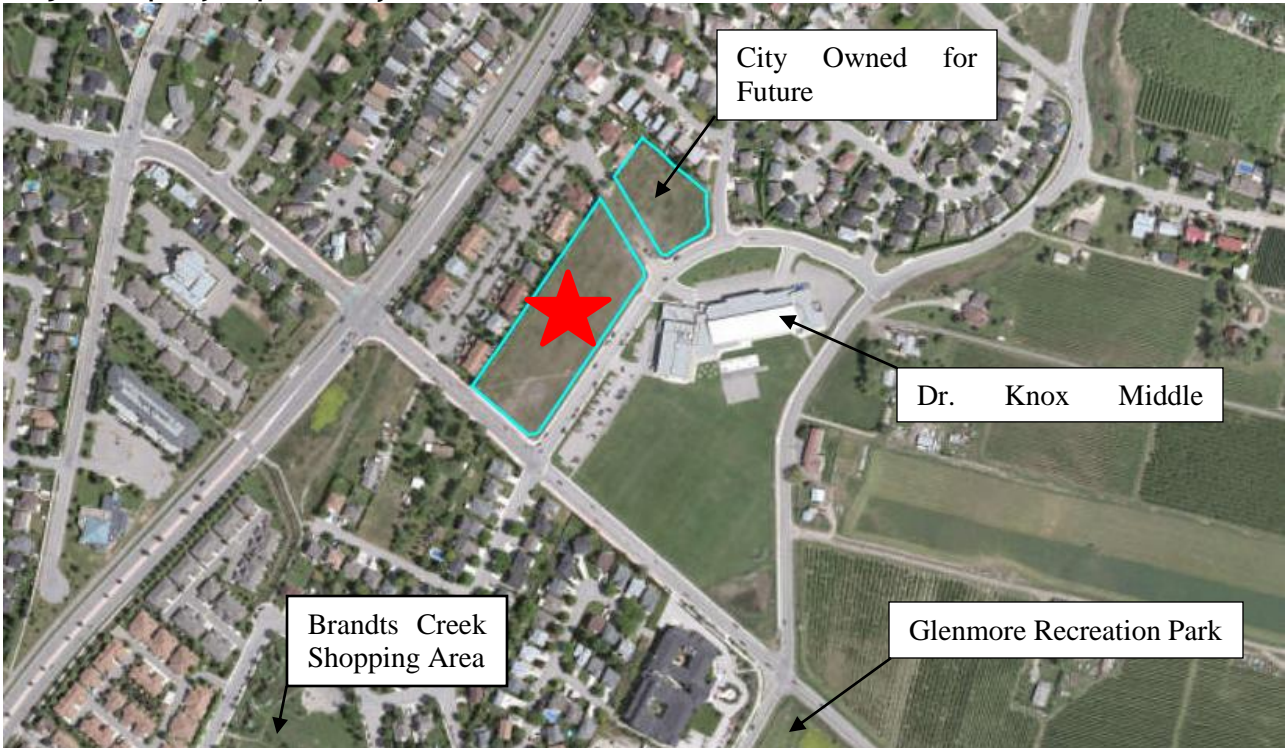 City Owned for
Future
Dr. Knox Middle
Brandts Creek
Shopping Area
Glenmore Recreation Park